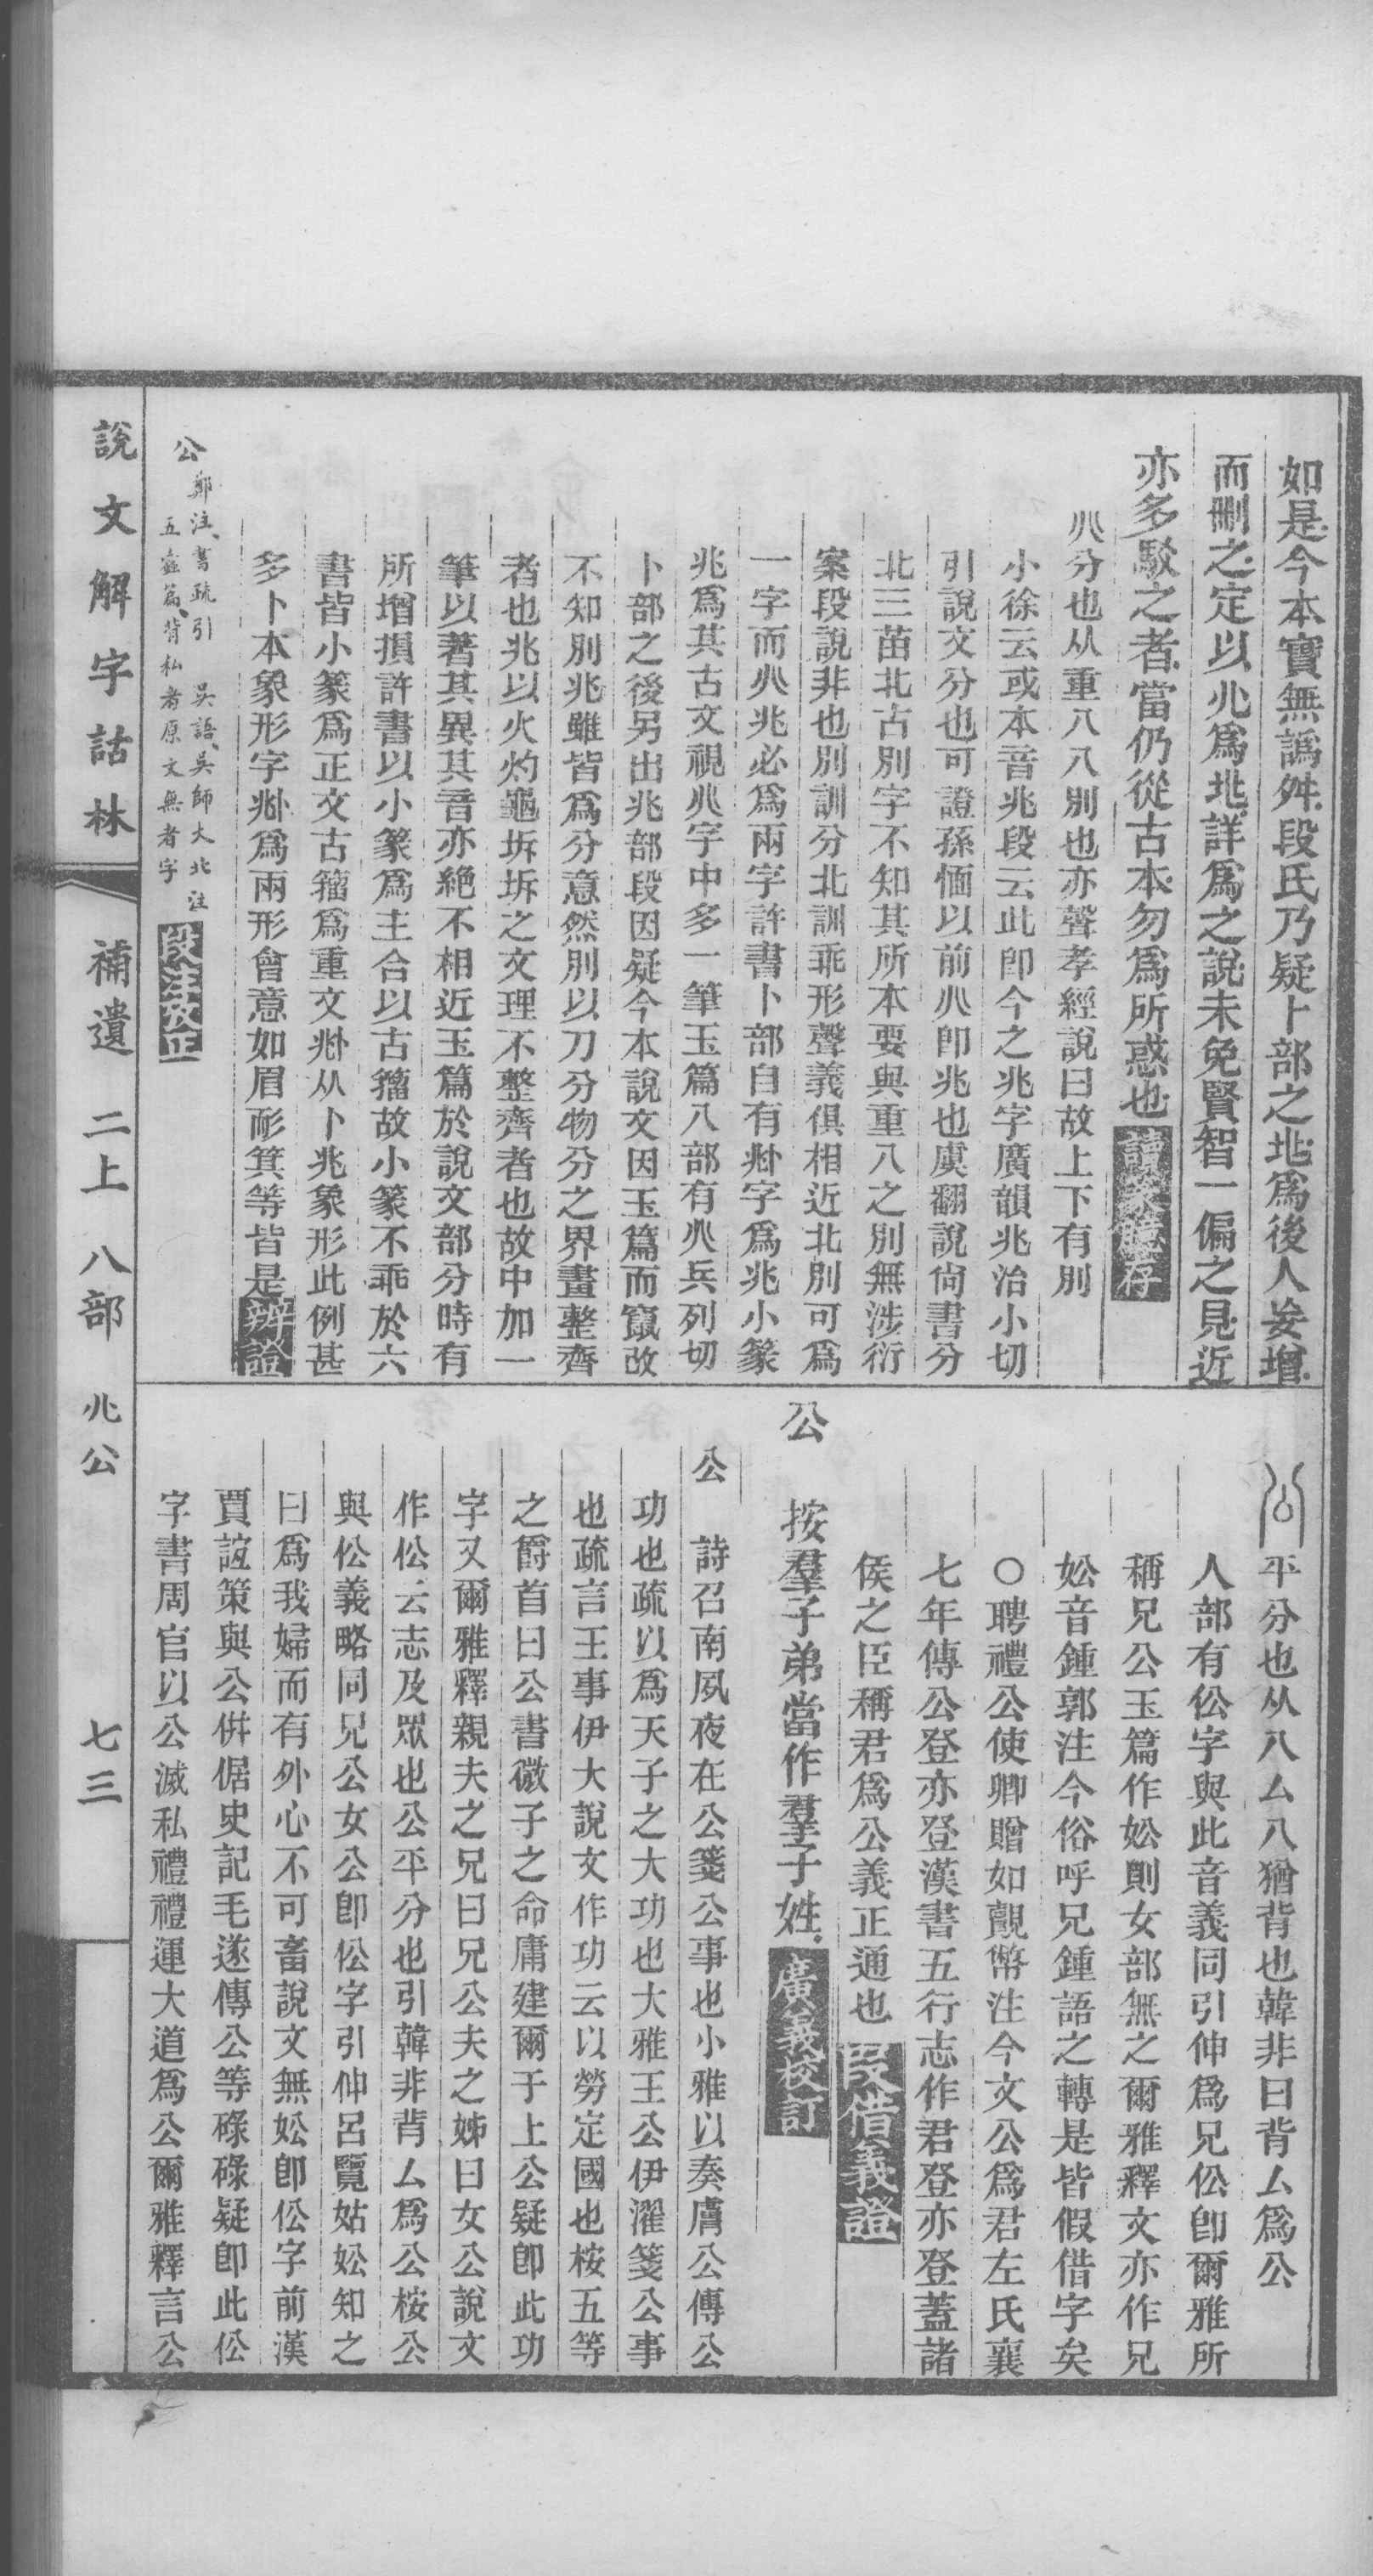 如是今本實無譌舛段氏乃疑卜部之𠧞爲後人妄增
而刪之定以𠔁爲𠧞詳爲之說未免賢智一偏之見近
亦多駁之者當仍從古本勿爲所惑也讀文雜存
𠔁分也从重八八別也亦聲孝經說曰故上下有別
小徐云或本音兆段云此卽今之兆字廣韻兆治小切
引說文分也可證孫愐以前𠔁卽兆也虞翻說尙書分
北三苗北古別字不知其所本要與重八之別無涉衍
案段說非也別訓分北訓乖形聲義俱相近北別可爲
一字而𠔁兆必爲兩字許書卜部自有𠧞字爲兆小篆
兆爲其古文視𠔁字中多一筆玉篇八部有𠔁兵列切
卜部之後另出兆部段因疑今本說文因玉篇而竄改
不知別兆雖皆爲分意然別以刀分物分之界畫整齊
者也兆以火灼龜坼坼之文理不整齊者也故中加一
筆以著其異其音亦絶不相近玉篇於說文部分時有
所增損許書以小篆爲主合以古籒故小篆不乖於六
書皆小篆爲正文古籒爲重文𠧞从卜兆象形此例甚
多卜本象形字𠧞爲兩形會意如眉耏箕等皆是辨證
公鄭注書疏引 吳語吳師大北注
五蠹篇背私者原文無者字段注攷正
公平分也从八厶八猶背也韓非曰背厶爲公
人部有伀字與此音義同引伸爲兄伀卽爾雅所
稱兄公玉篇作妐則女部無之爾雅釋文亦作兄
妐音鍾郭注今俗呼兄鍾語之轉是皆假借字矣
○聘禮公使卿贈如覿幣注今文公爲君左氏襄
七年傳公登亦登漢書五行志作君登亦登蓋諸
侯之臣稱君爲公義正通也叚借義證
公 按羣子弟當作羣子姓廣義校訂
公 詩召南夙夜在公箋公事也小雅以奏膚公傳公
功也疏以爲天子之大功也大雅王公伊濯箋公事
也疏言王事伊大說文作功云以勞定國也桉五等
之爵首曰公書微子之命庸建爾于上公疑卽此功
字又爾雅釋親夫之兄曰兄公夫之姊曰女公說文
作伀云志及眾也公平分也引韓非背厶爲公桉公
與伀義略同兄公女公卽伀字引伸呂覽姑妐知之
曰爲我婦而有外心不可畜說文無妐卽伀字前漢
賈誼策與公倂倨史記毛遂傳公等碌碌疑卽此伀
字書周官以公滅私禮禮運大道爲公爾雅釋言公
說文解字詁林 補遺 二上 八部 𠔁公 七三